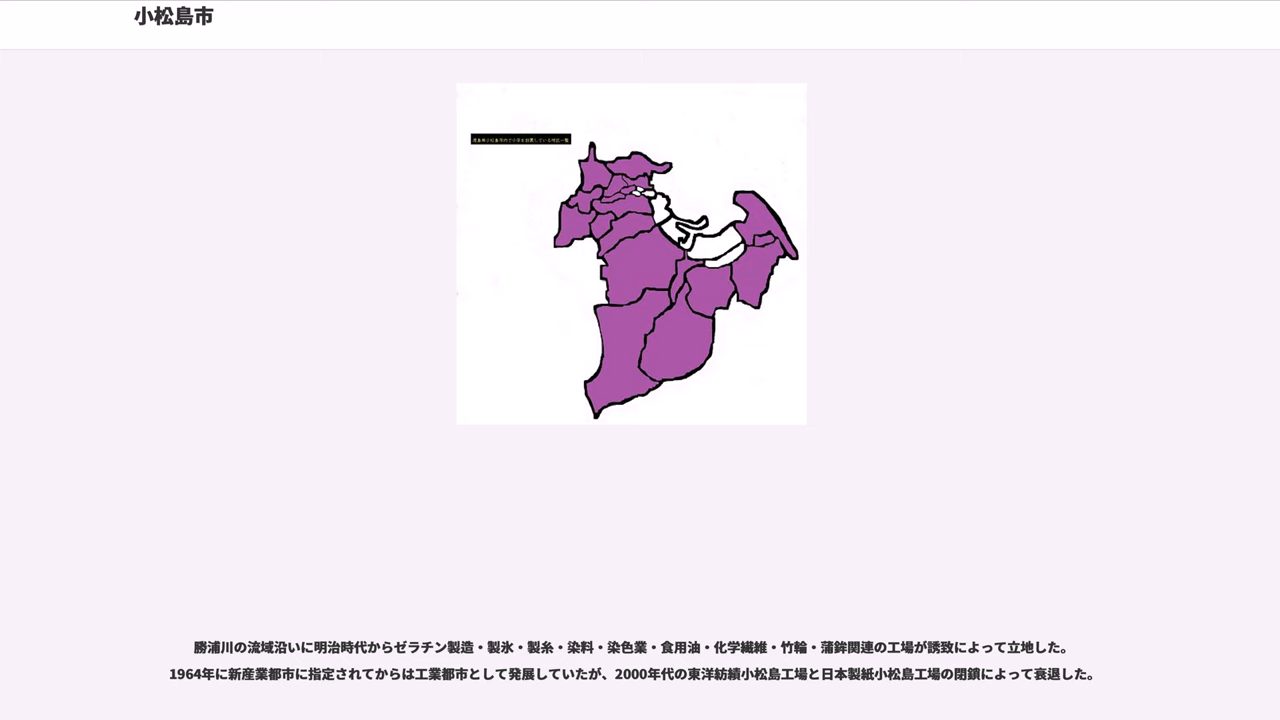 小松島市
勝浦川の流域沿いに明治時代からゼラチン製造・製氷・製糸・染料・染色業・食用油・化学繊維・竹輪・蒲鉾関連の工場が誘致によって立地した。
1964年に新産業都市に指定されてからは工業都市として発展していたが、2000年代の東洋紡績小松島工場と日本製紙小松島工場の閉鎖によって衰退した。